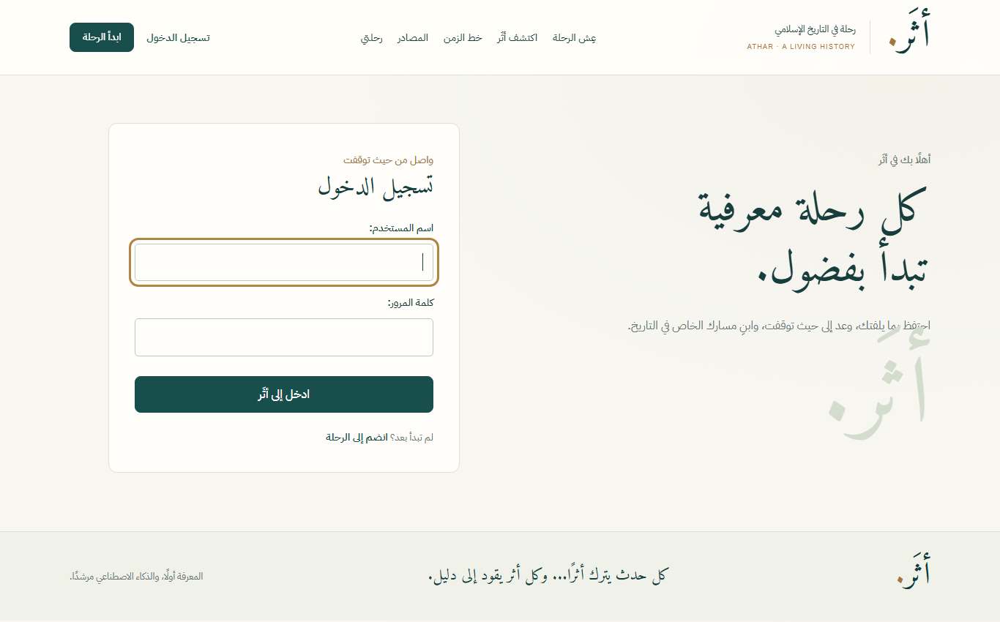 أَثَر.
رحلة في التاريخ الإسلامي
ATHAR · A LIVING HISTORY
عِش الرحلة
اكتشف أثَر
خط الزمن
المصادر
رحلتي
تسجيل الدخول
ابدأ الرحلة
أهلًا بك في أثَر
كل رحلة معرفية
تبدأ بفضول.
احتفظ بما يلفتك، وعد إلى حيث توقفت، وابنِ مسارك الخاص في التاريخ.
أَثَر.
واصل من حيث توقفت
تسجيل الدخول
اسم المستخدم:
كلمة المرور:
ادخل إلى أثَر
لم تبدأ بعد؟ انضم إلى الرحلة
أَثَر.
كل حدث يترك أثرًا... وكل أثر يقود إلى دليل.
المعرفة أولًا، والذكاء الاصطناعي مرشدًا.